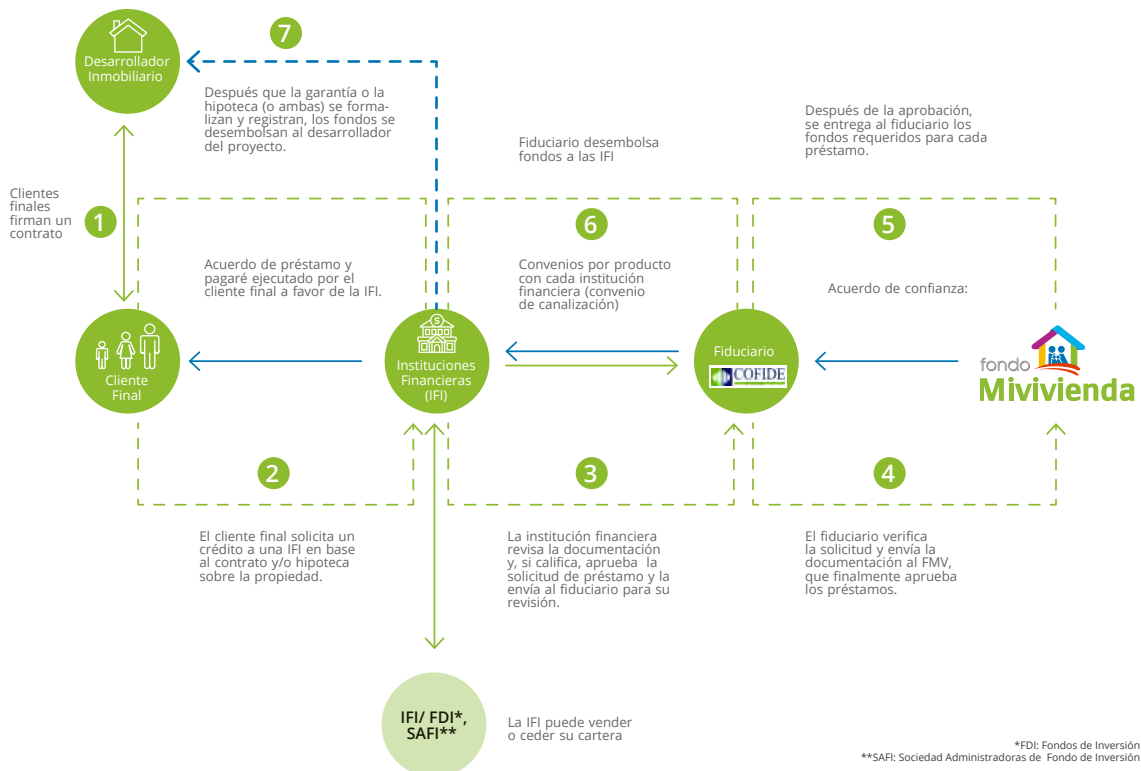 7
Desarrollador
Inmobiliario
Después que la garantía o la
hipoteca (o ambas) se forma-
lizan y registran, los fondos se
desembolsan al desarrollador
del proyecto.
Fiduciario desembolsa
fondos a las IFI
Después de la aprobación,
se entrega al fiduciario los
fondos requeridos para cada
préstamo.
Clientes
finales
firman un
contrato
1
6
5
Acuerdo de préstamo y
pagaré ejecutado por el
cliente final a favor de la IFI.
Convenios por producto
con cada institución
financiera (convenio
de canalización)
Acuerdo de confianza:
Cliente
Final
S
Instituciones
Financieras
(IFI)
Fiduciario
COFIDE
fondo
Mivivienda
2
3
4
El cliente final solicita un
crédito a una IFI en base
al contrato y/o hipoteca
sobre la propiedad.
La institución financiera
revisa la documentación
y, si califica, aprueba la
solicitud de préstamo y la
envía al fiduciario para su
revisión.
El fiduciario verifica
la solicitud y envía la
documentación al FMV,
que finalmente aprueba
los préstamos.
IFI/ FDI*,
SAFI**
La IFI puede vender
o ceder su cartera
*FDI: Fondos de Inversión
**SAFI: Sociedad Administradoras de Fondo de Inversión